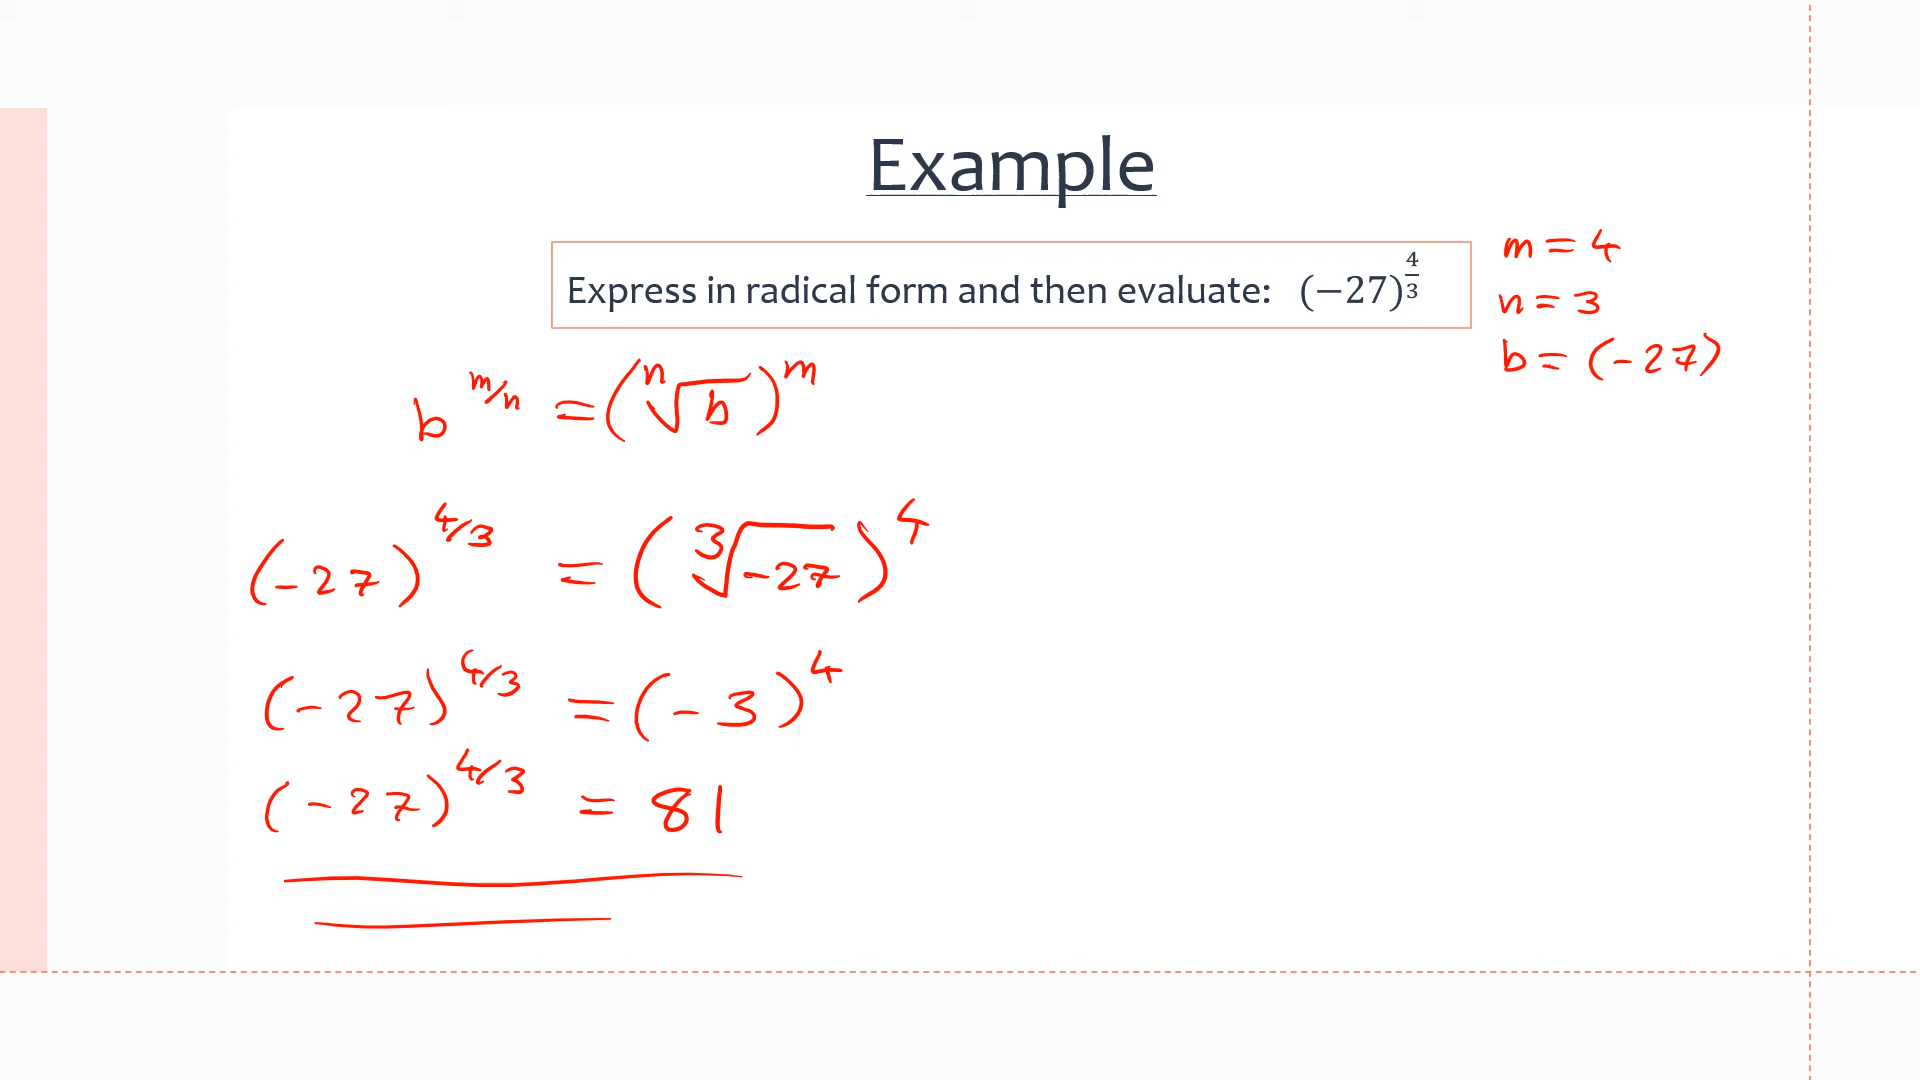 Example
Express in radical form and then evaluate: (−27)^(4/3)
m = 4
n = 3
b = (-27)
b^(m/n) = (ⁿ√b)^m
(-27)^(4/3) = (³√-27)^4
(-27)^(4/3) = (-3)^4
(-27)^(4/3) = 81